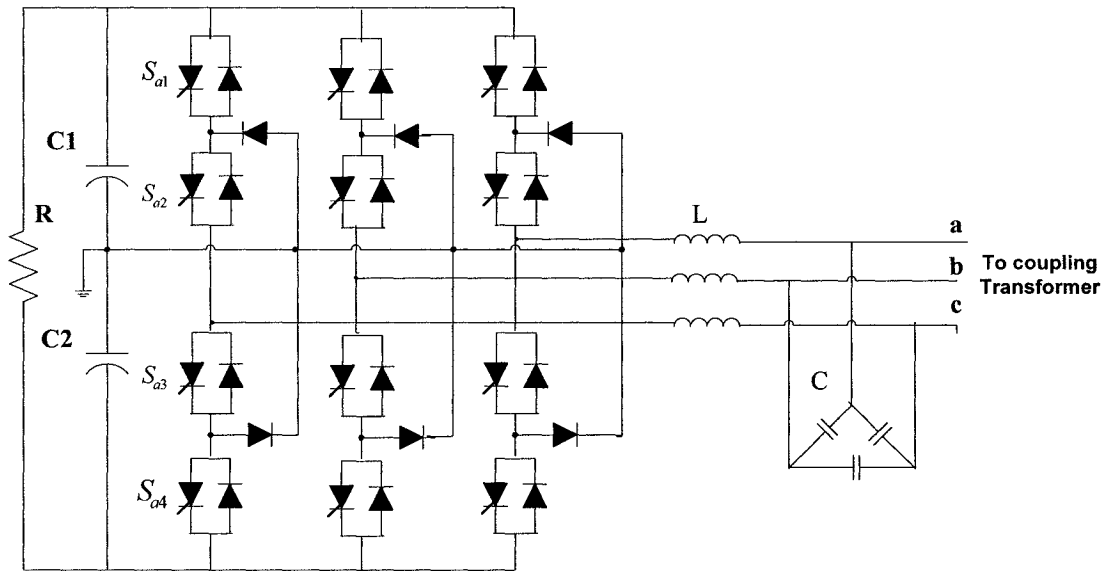 S_{a1}
C1
S_{a2}
R
L
a
b
To coupling
Transformer
c
C2
S_{a3}
C
S_{a4}